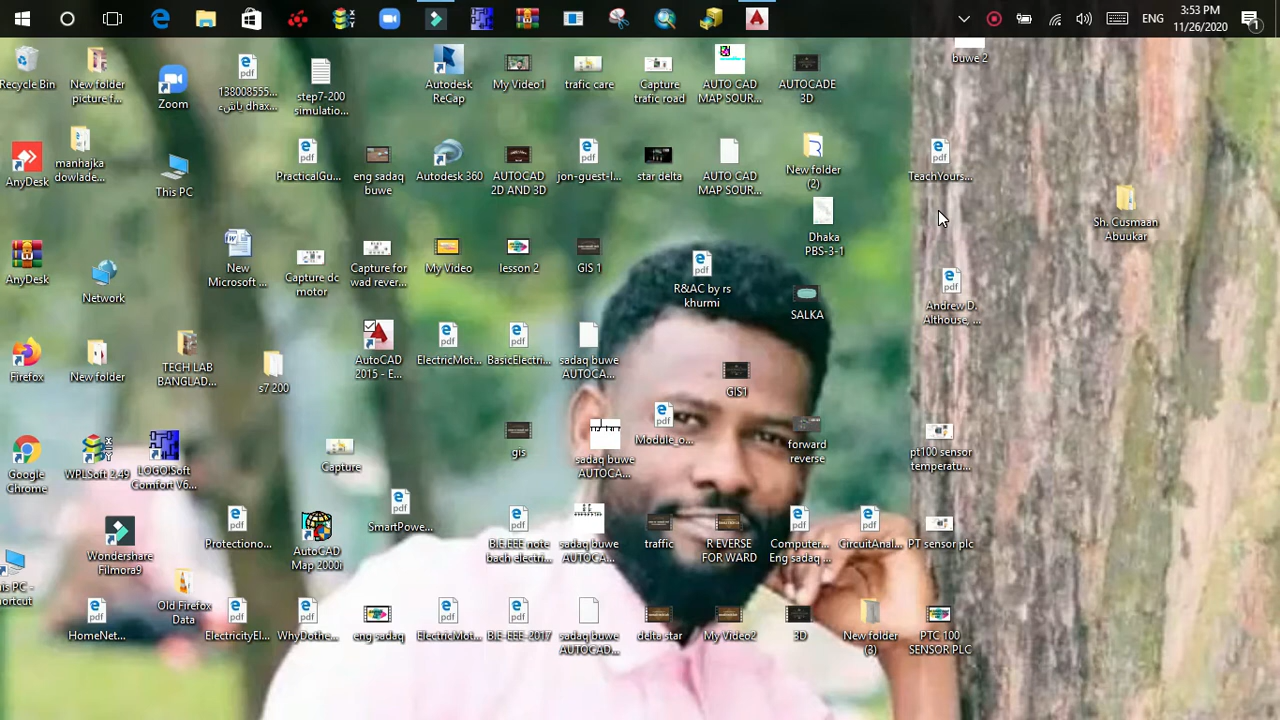 ENG
3:53 PM
11/26/2020
1
Recycle Bin
New folder
picture f...
Zoom
138008555...
step7-200
simulatio...
Autodesk
ReCap
My Video1
trafic care
Capture
trafic road
AUTO CAD
MAP SOUR...
AUTOCADE
3D
buwe 2
AnyDesk
manhajka
dowlade...
This PC
PracticalGu...
eng sadaq
buwe
Autodesk 360
AUTOCAD
2D AND 3D
jon-guest-l...
star delta
AUTO CAD
MAP SOUR...
New folder
(2)
TeachYours...
Sh. Cusmaan
Abuukar
Dhaka
PBS-3-1
AnyDesk
Network
New
Microsoft ...
Capture dc
motor
Capture for
wad rever...
My Video
lesson 2
GIS 1
R&AC by rs
khurmi
SALKA
Andrew D.
Althouse, ...
Firefox
New folder
TECH LAB
BANGLAD...
s7 200
AutoCAD
2015 - E...
ElectricMot...
BasicElectri...
sadaq buwe
AUTOCA...
GIS1
Google
Chrome
WPLSoft 2.49
LOGO!Soft
Comfort V6...
Capture
gis
sadaq buwe
AUTOCA...
Module_o...
forward
reverse
pt100 sensor
temperatu...
his PC -
hortcut
Wondershare
Filmora9
Protectiono...
AutoCAD
Map 2000i
SmartPowe...
B.E.EEE note
bach electri...
sadaq buwe
AUTOCA...
traffic
R EVERSE
FOR WARD
Computer...
Eng sadaq ...
CircuitAnal...
PT sensor plc
HomeNet...
Old Firefox
Data
ElectricityEl...
WhyDothe...
eng sadaq
ElectricMot...
B.E.-EEE-2017
sadaq buwe
AUTOCAD...
delta star
My Video2
3D
New folder
(3)
PTC 100
SENSOR PLC